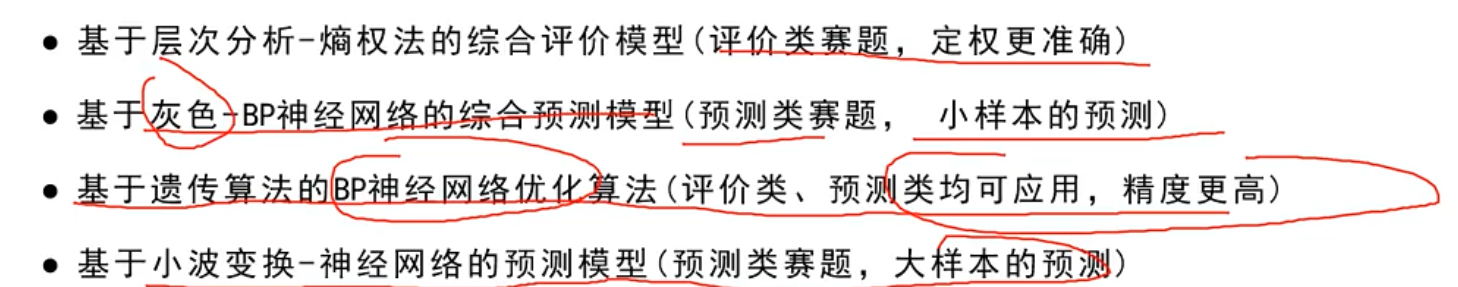 ● 基于层次分析-熵权法的综合评价模型(评价类赛题，定权更准确)
● 基于灰色-BP神经网络的综合预测模型(预测类赛题， 小样本的预测)
● 基于遗传算法的BP神经网络优化算法(评价类、预测类均可应用，精度更高)
● 基于小波变换-神经网络的预测模型(预测类赛题，大样本的预测)